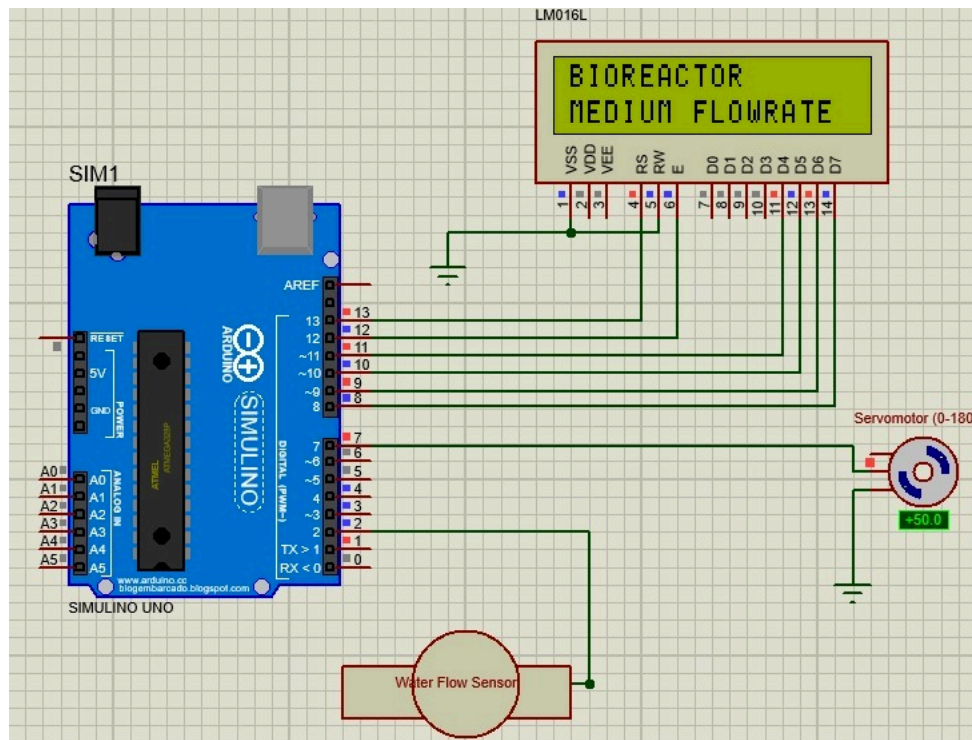 LM016L
BIOREACTOR
MEDIUM FLOWRATE
VSS
VDD
VEE
RS
RW
E
D0
D1
D2
D3
D4
D5
D6
D7
1
2
3
4
5
6
7
8
9
10
11
12
13
14
SIM1
AREF
13
12
~11
~10
~9
8
13
12
11
10
9
8
RESET
5V
GND
POWER
ARDUINO
SIMULINO
ATMEL
ATMEGA328P
DIGITAL (PWM~)
7
~6
~5
4
~3
2
TX > 1
RX < 0
7
6
5
4
3
2
1
0
A0
A1
A2
A3
A4
A5
A0
A1
A2
A3
A4
A5
ANALOG IN
www.arduino.cc
blogembarcado.blogspot.com
SIMULINO UNO
Servomotor (0-180
+50.0
Water Flow Sensor